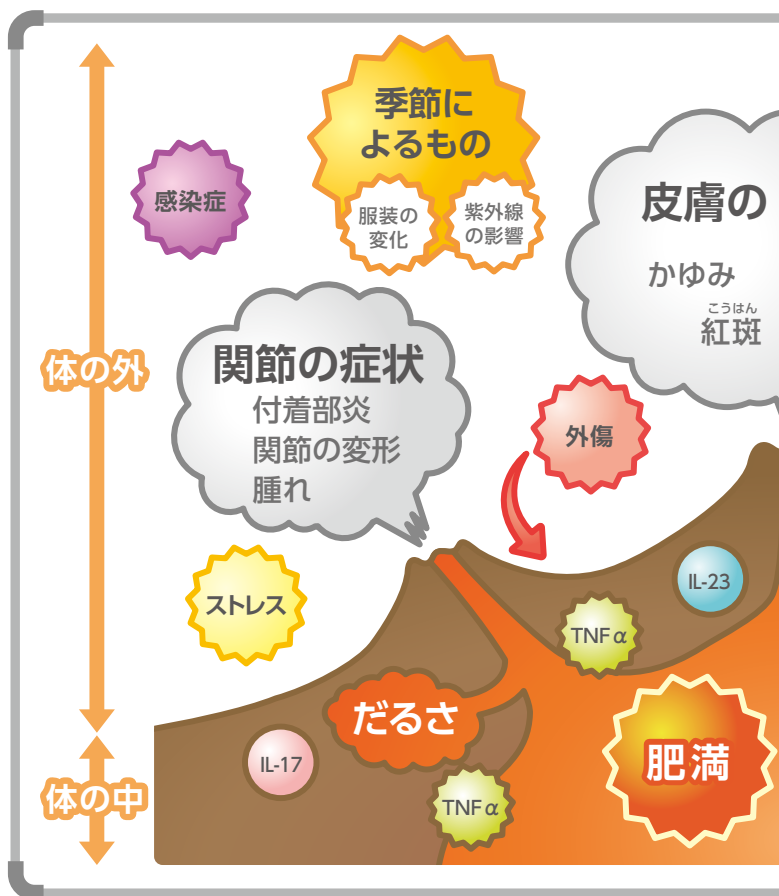 季節に
よるもの
感染症
服装の
変化
紫外線
の影響
皮膚の
かゆみ
こうはん
紅斑
体の外
関節の症状
付着部炎
関節の変形
腫れ
外傷
ストレス
IL-23
TNFα
だるさ
IL-17
肥満
体の中
TNFα